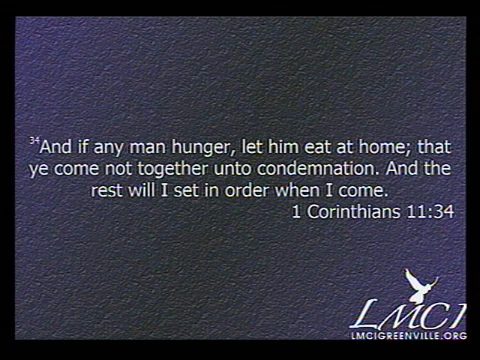 34And if any man hunger, let him eat at home; that
ye come not together unto condemnation. And the
rest will I set in order when I come.
1 Corinthians 11:34
LMCI
LMCIGREENVILLE.ORG